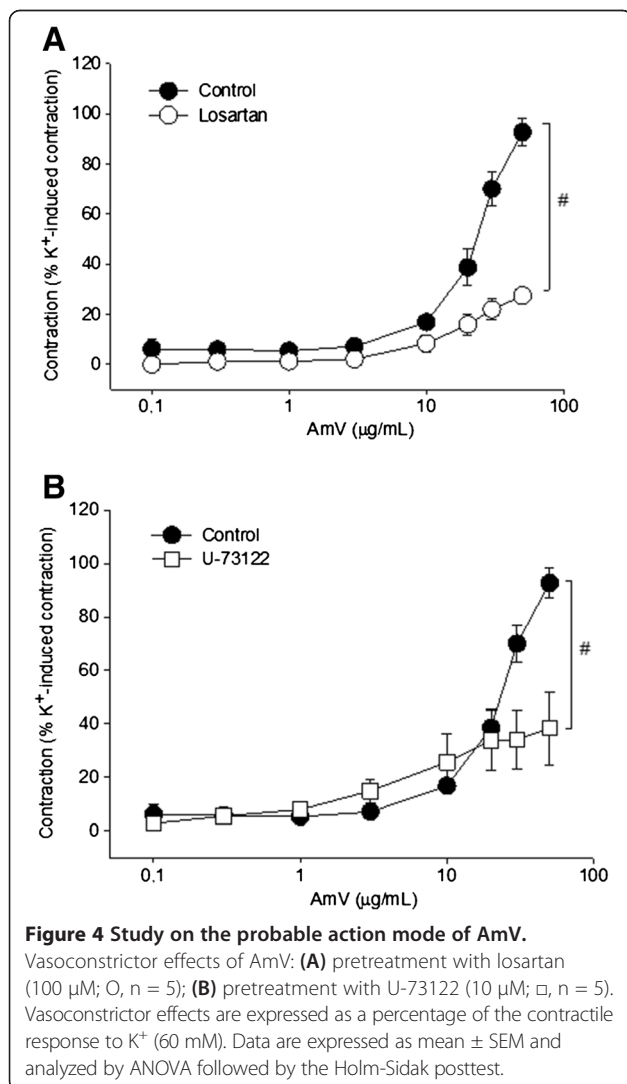 A
Control
Losartan
Contraction (% K⁺-induced contraction)
120
100
80
60
40
20
0
#
0.1
1
10
100
AmV (µg/mL)
B
Control
U-73122
Contraction (% K⁺-induced contraction)
120
100
80
60
40
20
0
#
0.1
1
10
100
AmV (µg/mL)
Figure 4 Study on the probable action mode of AmV.
Vasoconstrictor effects of AmV: (A) pretreatment with losartan
(100 µM; O, n = 5); (B) pretreatment with U-73122 (10 µM; □, n = 5).
Vasoconstrictor effects are expressed as a percentage of the contractile
response to K⁺ (60 mM). Data are expressed as mean ± SEM and
analyzed by ANOVA followed by the Holm-Sidak posttest.